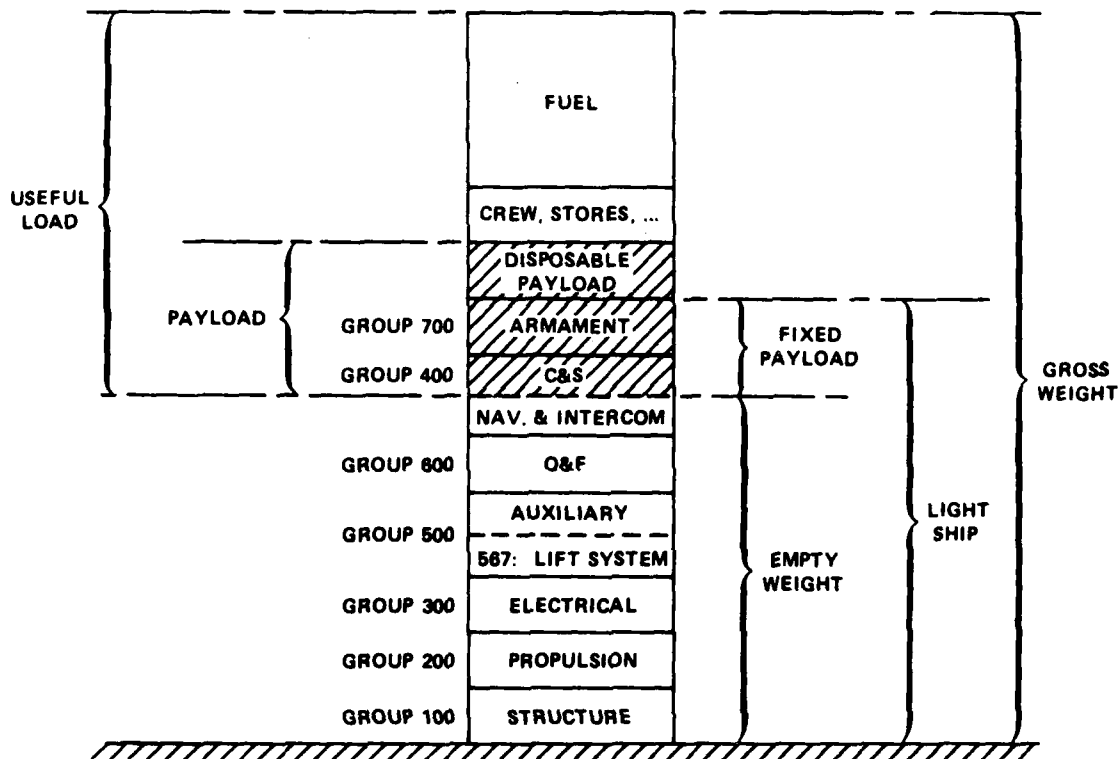 FUEL
USEFUL
LOAD
CREW, STORES, ...
DISPOSABLE
PAYLOAD
PAYLOAD
GROUP 700
ARMAMENT
FIXED
PAYLOAD
GROUP 400
C&S
GROSS
WEIGHT
NAV. & INTERCOM
GROUP 600
O&F
AUXILIARY
GROUP 500
LIGHT
SHIP
567: LIFT SYSTEM
EMPTY
WEIGHT
GROUP 300
ELECTRICAL
GROUP 200
PROPULSION
GROUP 100
STRUCTURE